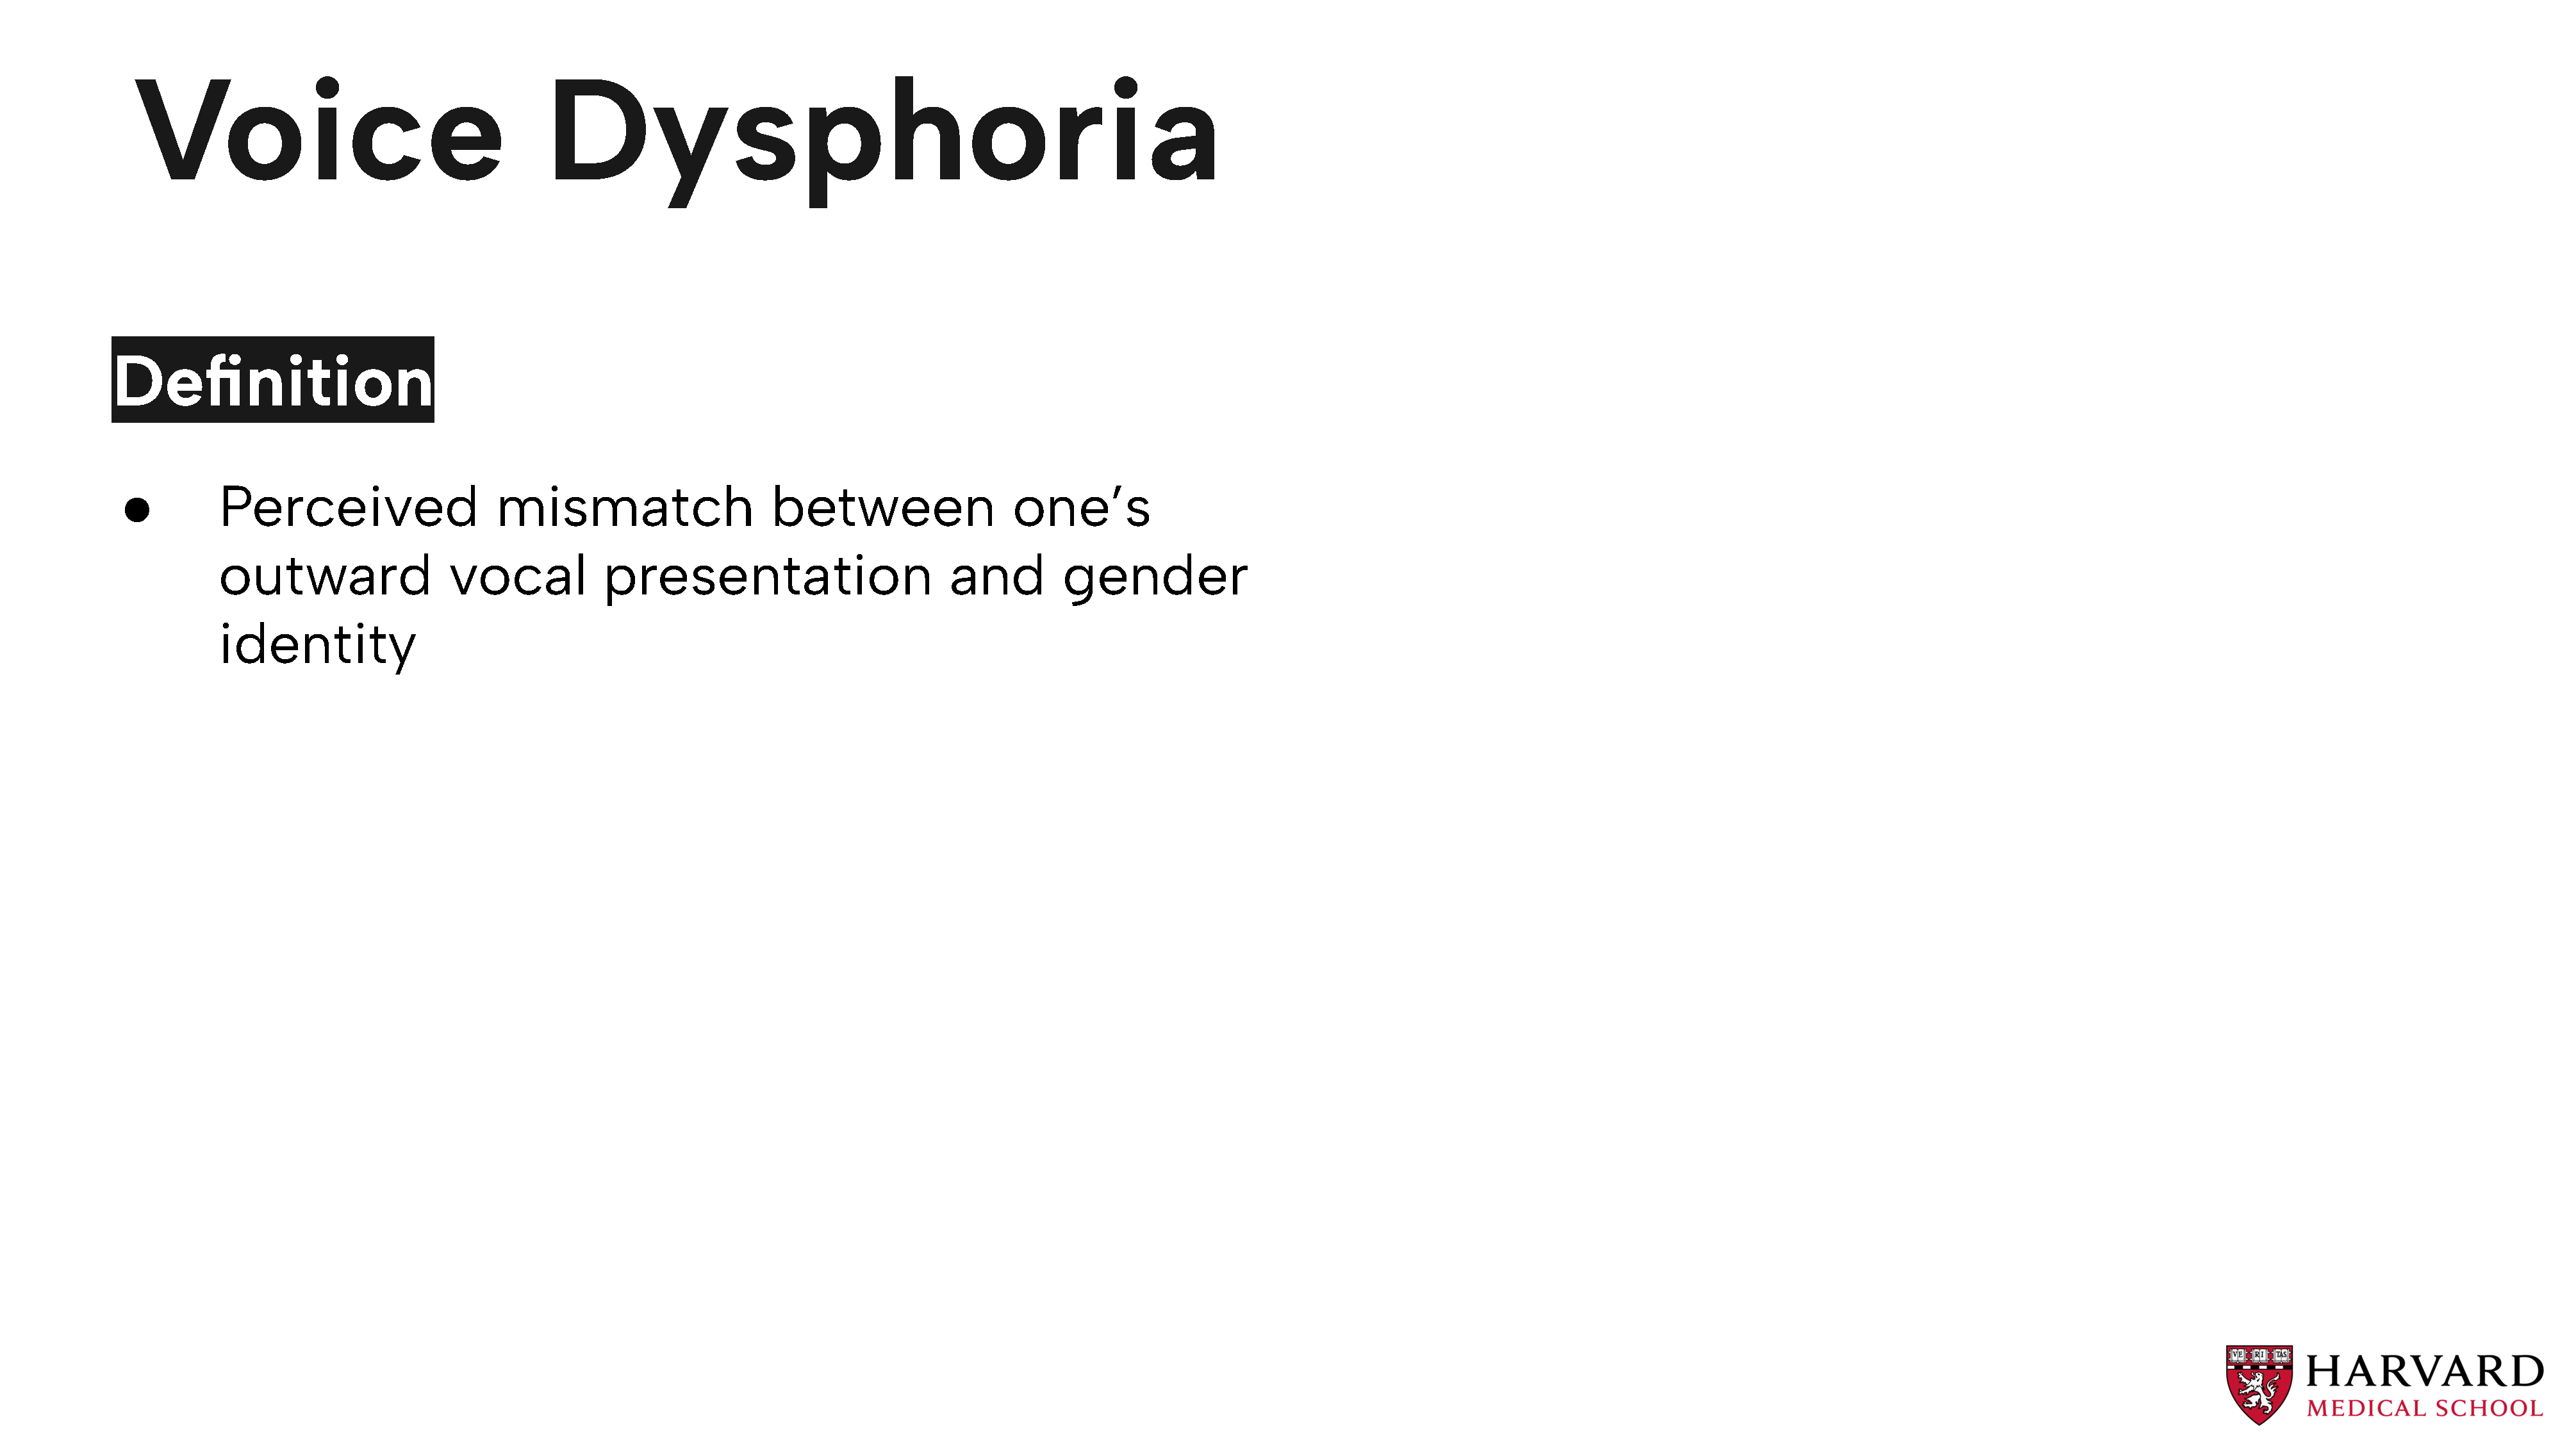 Voice Dysphoria
Definition
● Perceived mismatch between one’s
outward vocal presentation and gender
identity
VE RI TAS
HARVARD
MEDICAL SCHOOL